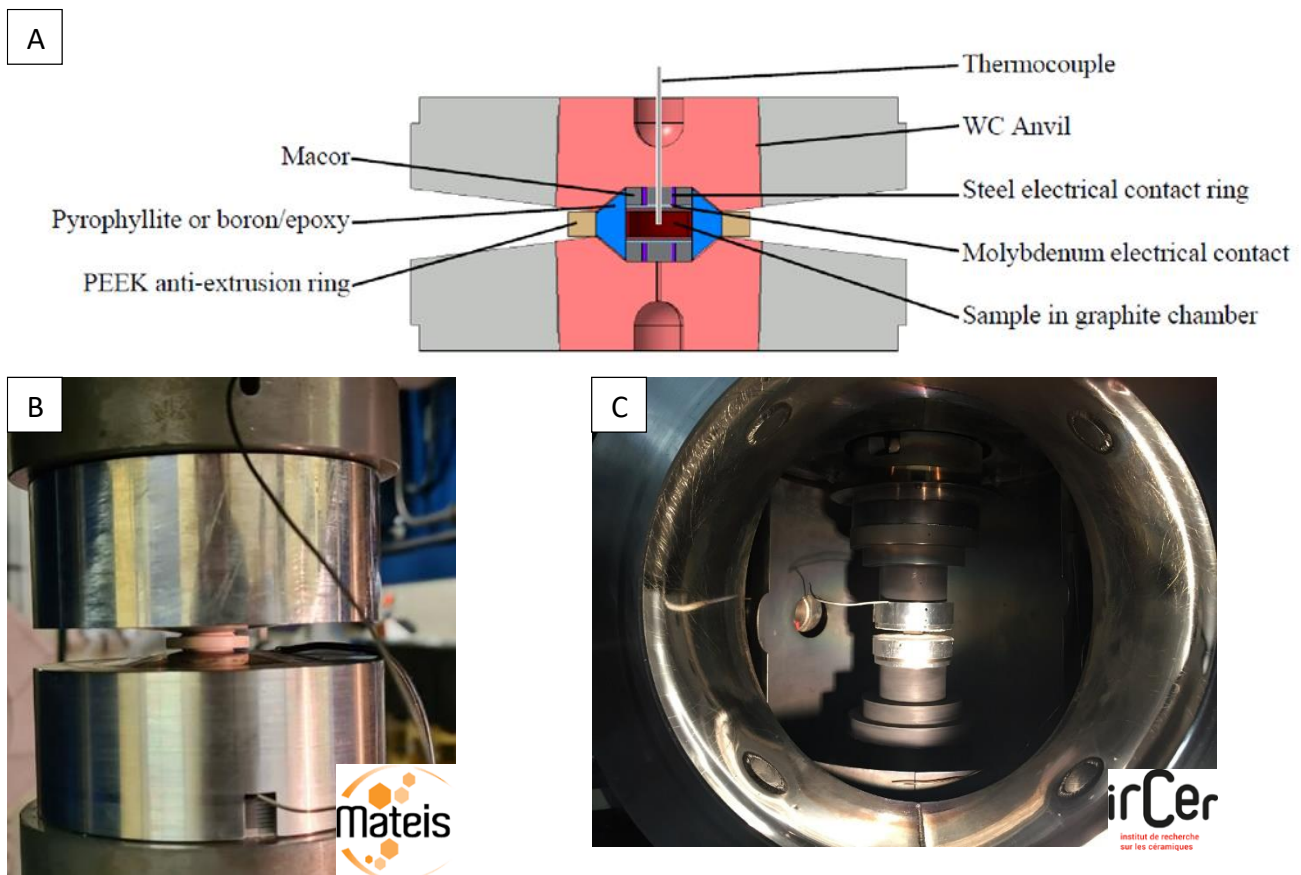 A
Thermocouple
WC Anvil
Macor
Steel electrical contact ring
Pyrophyllite or boron/epoxy
Molybdenum electrical contact
PEEK anti-extrusion ring
Sample in graphite chamber
B
C
Mateis
irCer
institut de recherche
sur les céramiques